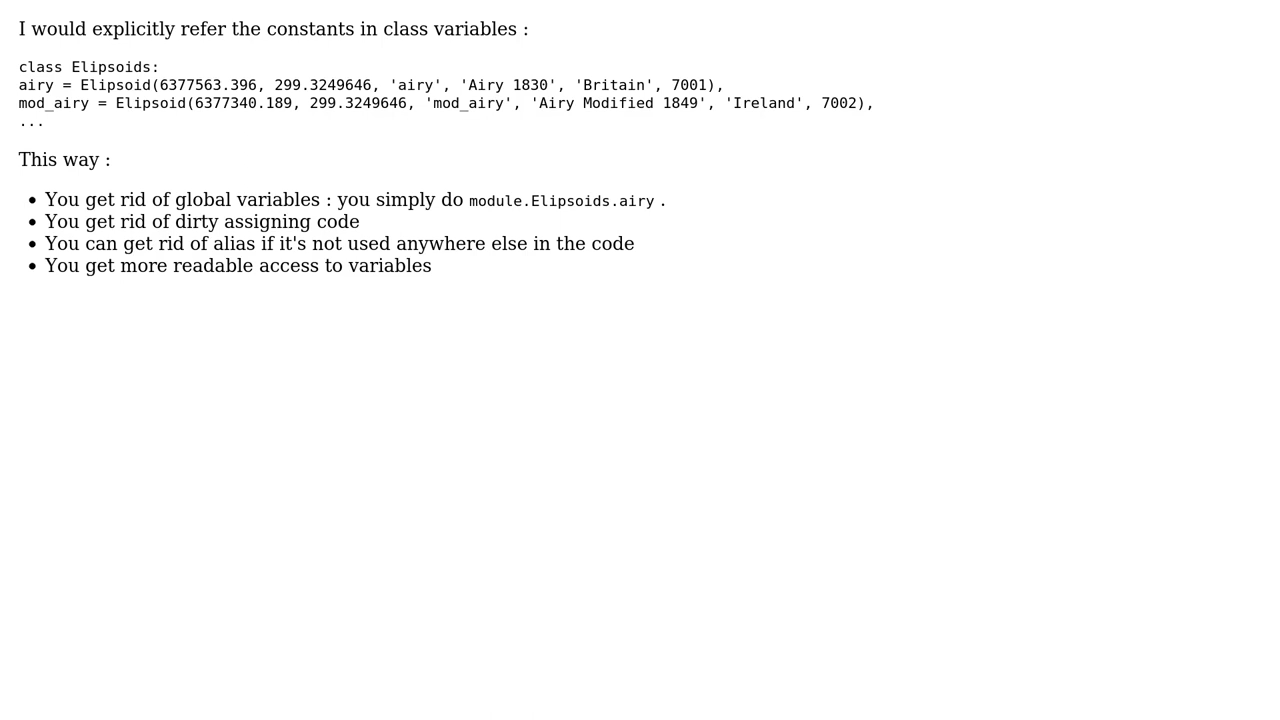 I would explicitly refer the constants in class variables :
class Elipsoids:
airy = Elipsoid(6377563.396, 299.3249646, 'airy', 'Airy 1830', 'Britain', 7001),
mod_airy = Elipsoid(6377340.189, 299.3249646, 'mod_airy', 'Airy Modified 1849', 'Ireland', 7002),
...
This way :
• You get rid of global variables : you simply do module.Elipsoids.airy .
• You get rid of dirty assigning code
• You can get rid of alias if it's not used anywhere else in the code
• You get more readable access to variables